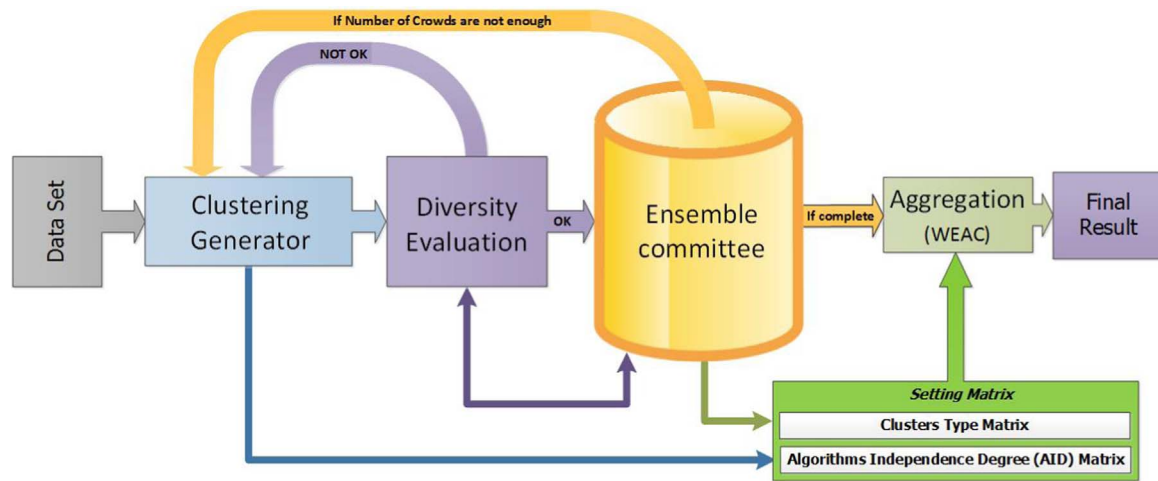 If Number of Crowds are not enough
NOT OK
Data Set
Clustering
Generator
Diversity
Evaluation
OK
Ensemble
committee
If complete
Aggregation
(WEAC)
Final
Result
Setting Matrix
Clusters Type Matrix
Algorithms Independence Degree (AID) Matrix